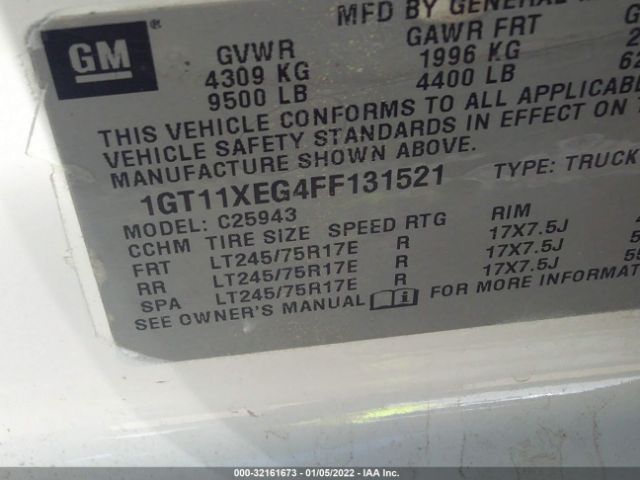 MFD BY GENERAL
GM
GVWR
4309 KG
9500 LB
GAWR FRT
1996 KG
4400 LB
THIS VEHICLE CONFORMS TO ALL APPLICABLE
VEHICLE SAFETY STANDARDS IN EFFECT ON
MANUFACTURE SHOWN ABOVE.
1GT11XEG4FF131521 TYPE: TRUCK
MODEL: C25943
CCHM TIRE SIZE SPEED RTG RIM
FRT LT245/75R17E R 17X7.5J
RR LT245/75R17E R 17X7.5J
SPA LT245/75R17E R 17X7.5J
SEE OWNER'S MANUAL FOR MORE INFORMAT
000-32161673 - 01/05/2022 - IAA Inc.